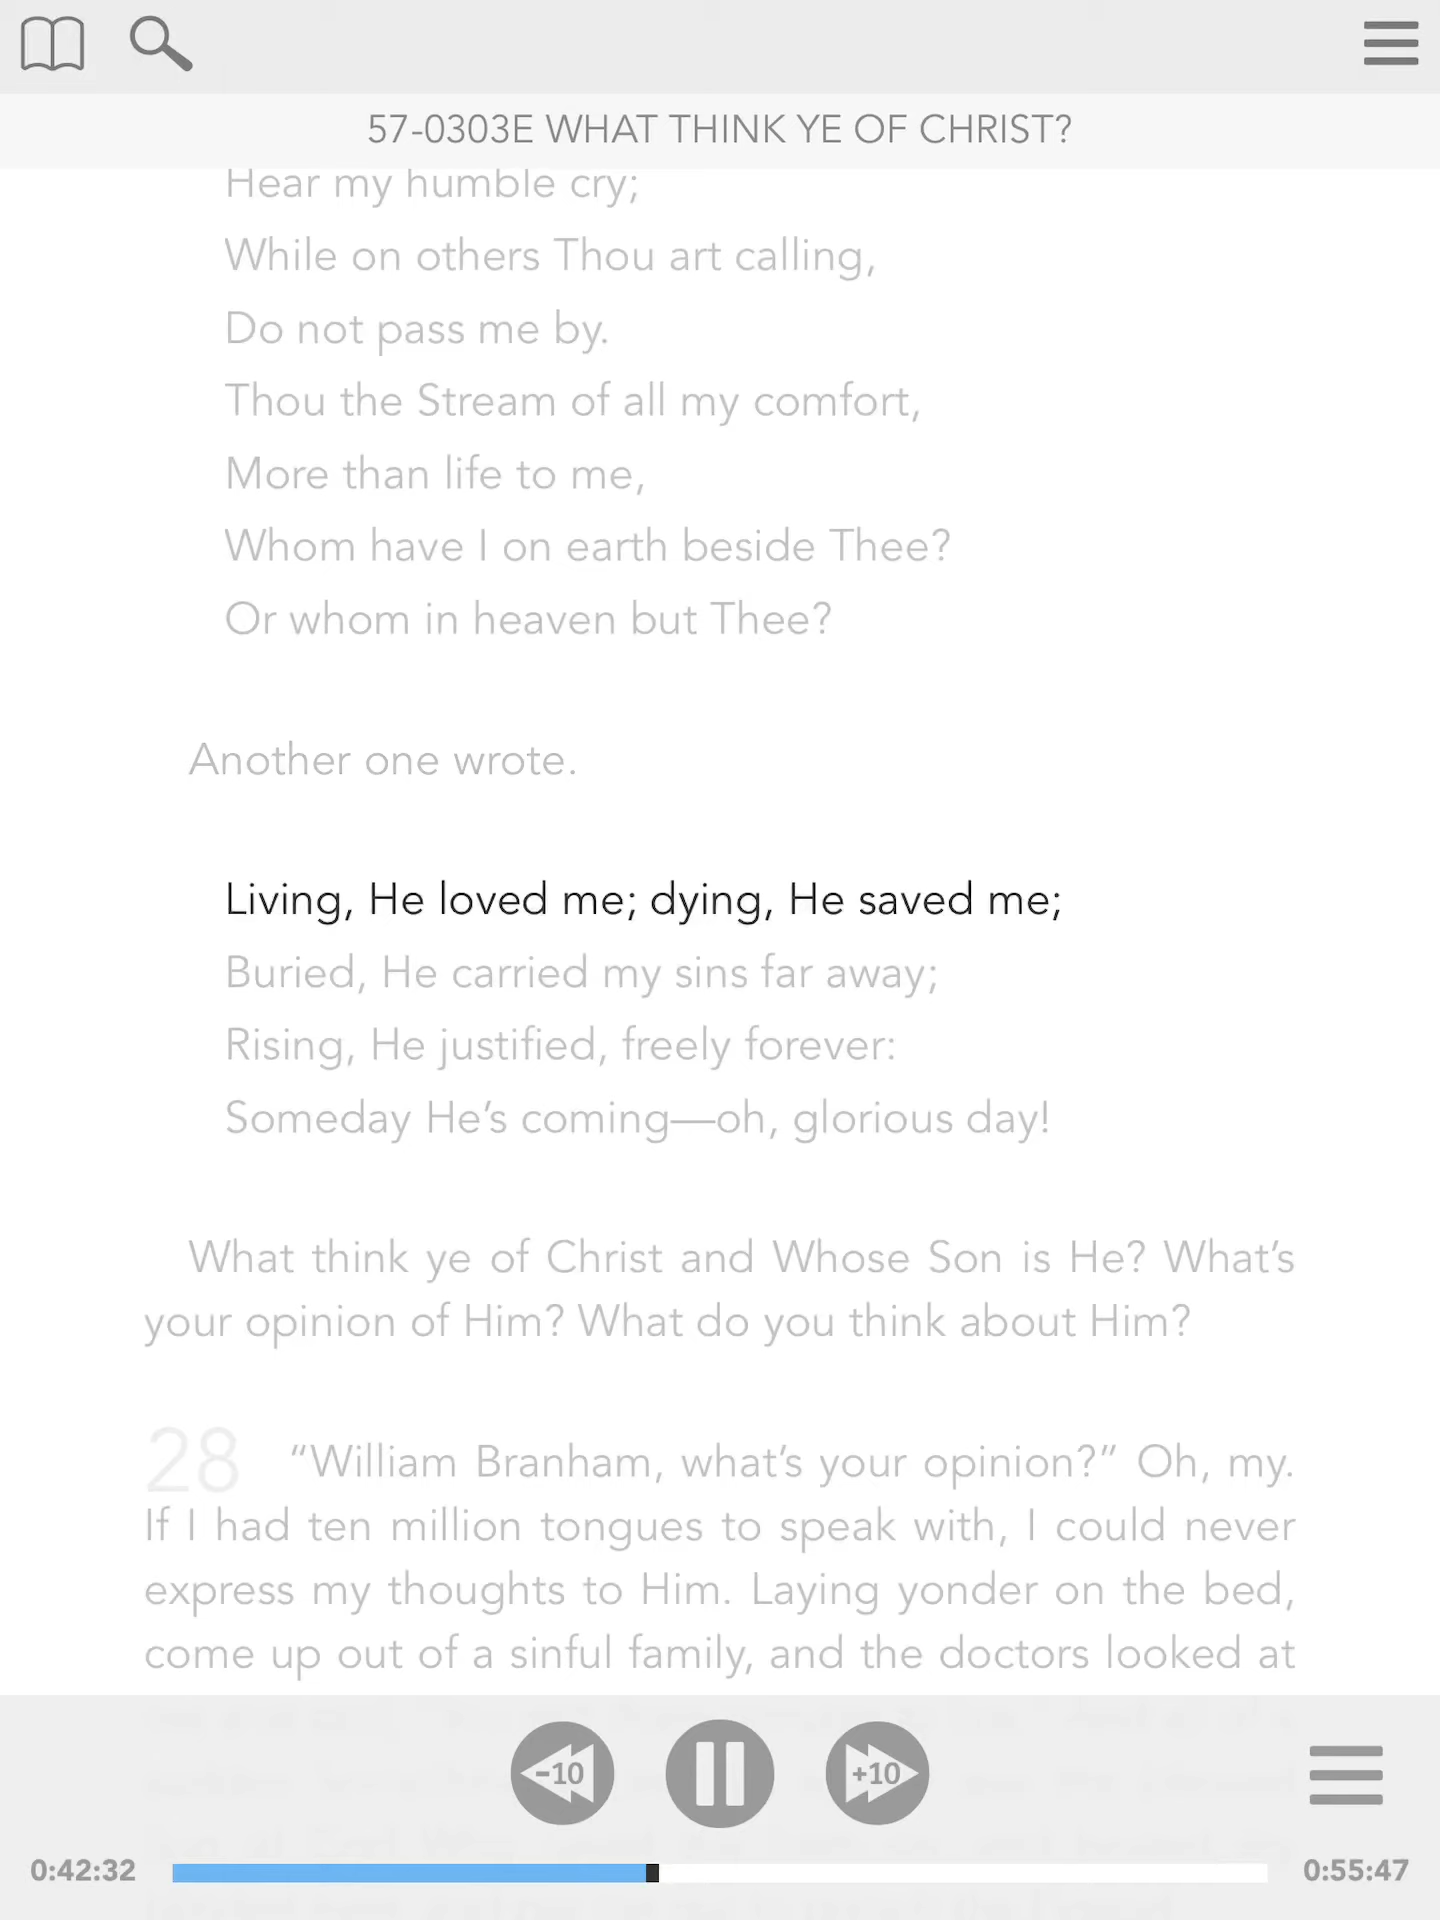 57-0303E WHAT THINK YE OF CHRIST?
Hear my humble cry;
While on others Thou art calling,
Do not pass me by.
Thou the Stream of all my comfort,
More than life to me,
Whom have I on earth beside Thee?
Or whom in heaven but Thee?
Another one wrote.
Living, He loved me; dying, He saved me;
Buried, He carried my sins far away;
Rising, He justified, freely forever:
Someday He’s coming—oh, glorious day!
What think ye of Christ and Whose Son is He? What’s
your opinion of Him? What do you think about Him?
28 “William Branham, what’s your opinion?” Oh, my.
If I had ten million tongues to speak with, I could never
express my thoughts to Him. Laying yonder on the bed,
come up out of a sinful family, and the doctors looked at
-10 +10
0:42:32 0:55:47